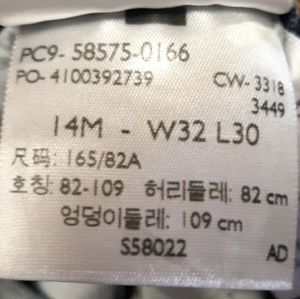 PC9- 58575-0166
PO- 4100392739 CW- 3318
3449
14M - W32 L30
尺码: 165/82A
호칭: 82-109 허리둘레: 82 cm
엉덩이둘레: 109 cm
S58022 AD